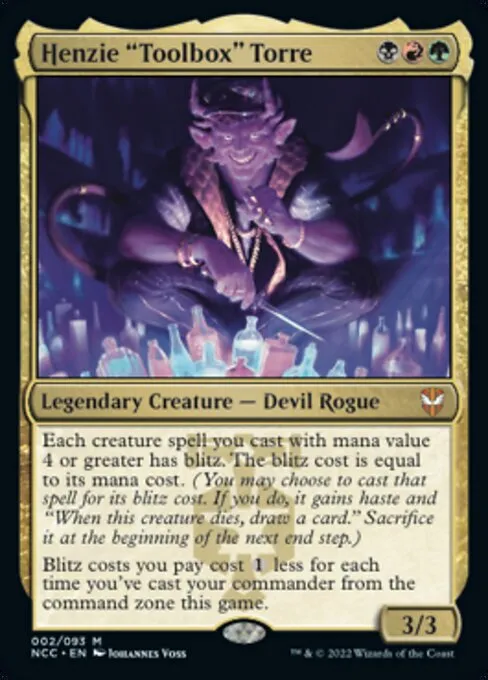 Henzie "Toolbox" Torre
Legendary Creature — Devil Rogue
Each creature spell you cast with mana value
4 or greater has blitz. The blitz cost is equal
to its mana cost. (You may choose to cast that
spell for its blitz cost. If you do, it gains haste and
"When this creature dies, draw a card." Sacrifice
it at the beginning of the next end step.)
Blitz costs you pay cost 1 less for each
time you've cast your commander from the
command zone this game.
3/3
002/093 M
NCC • EN Johannes Voss
™ & © 2022 Wizards of the Coast